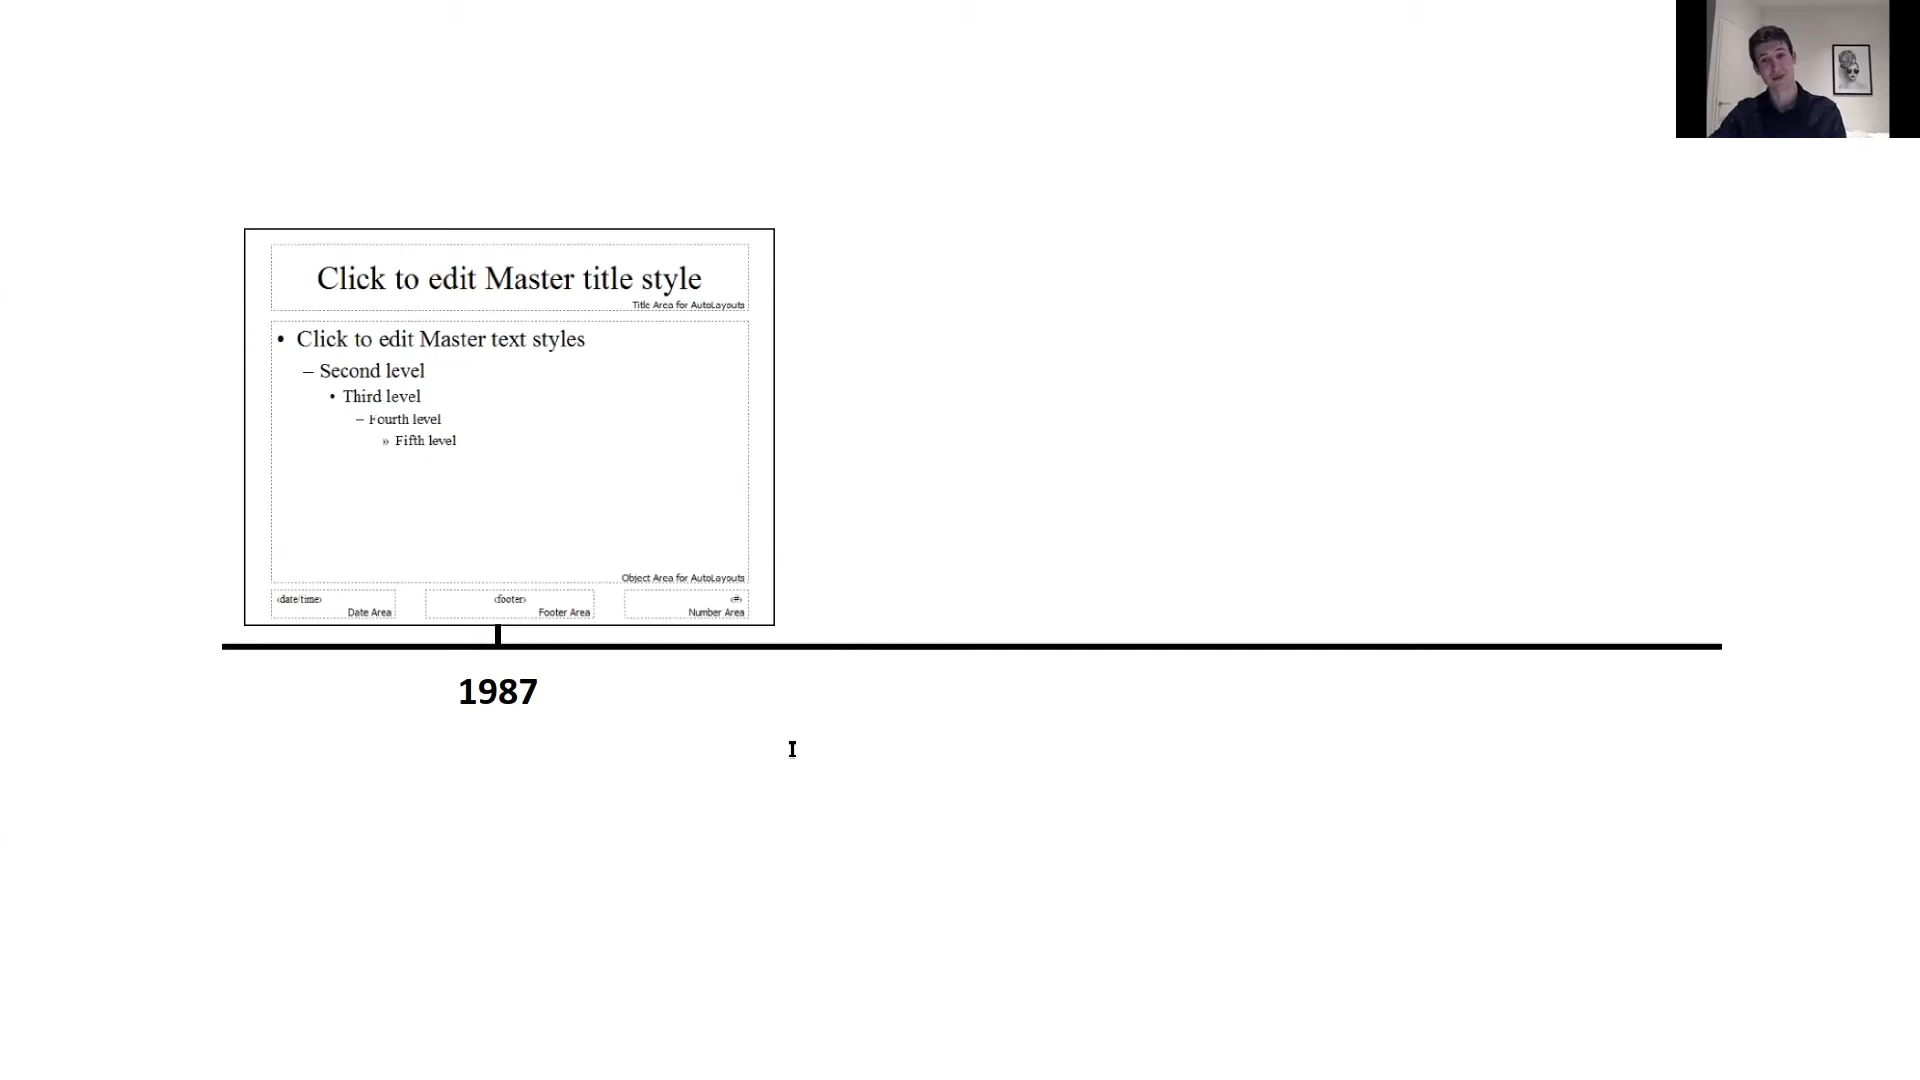 Click to edit Master title style
Title Area for AutoLayouts
• Click to edit Master text styles
– Second level
• Third level
– Fourth level
» Fifth level
Object Area for AutoLayouts
‹date/time›
Date Area
‹footer›
Footer Area
‹#›
Number Area
1987